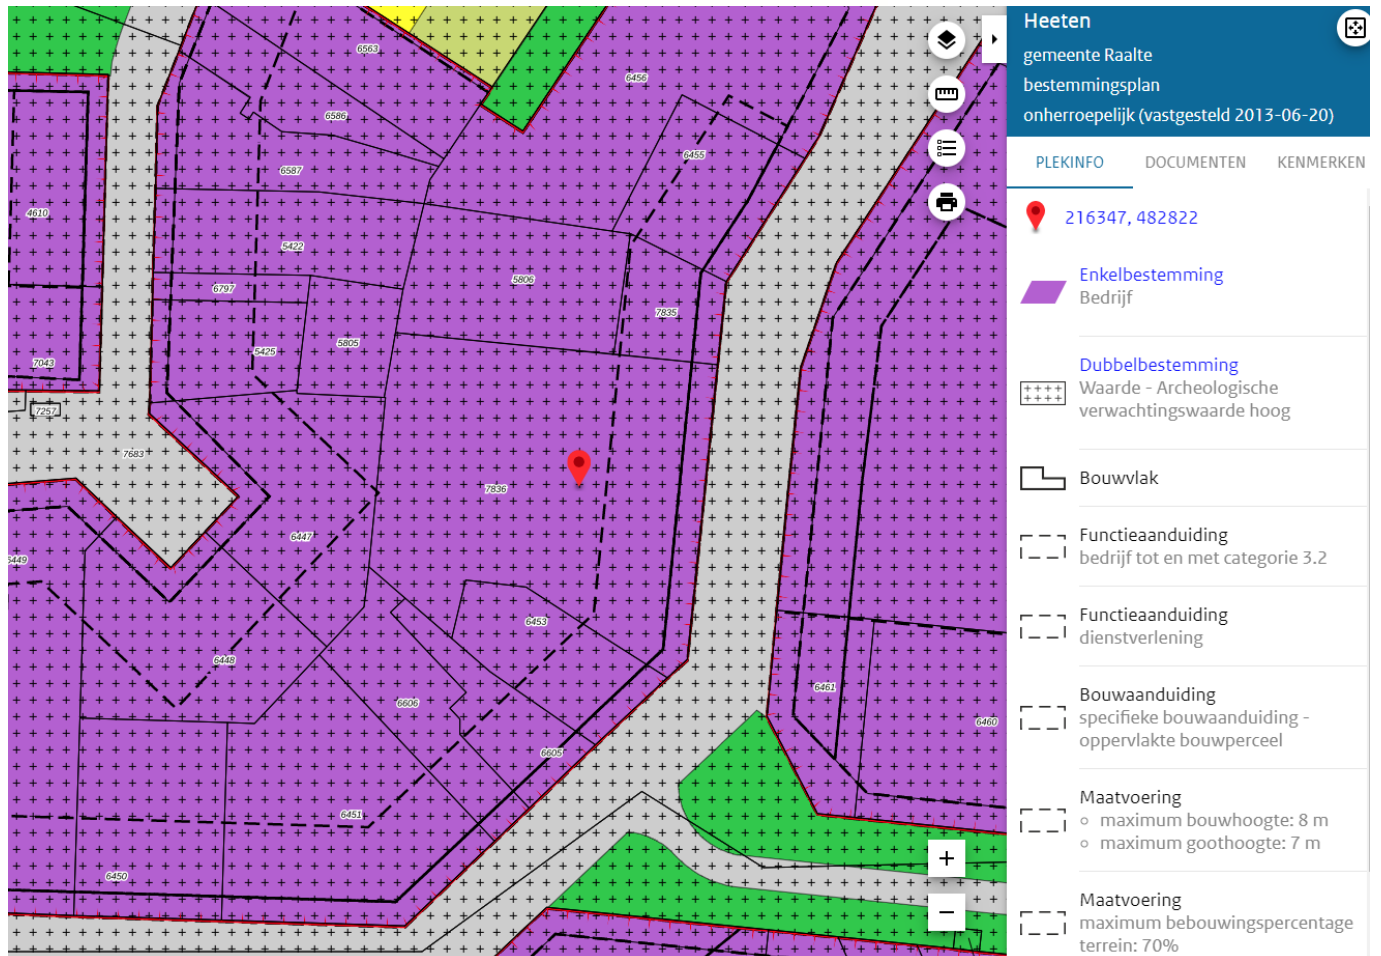 Heeten
gemeente Raalte
bestemmingsplan
onherroepelijk (vastgesteld 2013-06-20)
PLEKINFO DOCUMENTEN KENMERKEN
216347, 482822
Enkelbestemming
Bedrijf
Dubbelbestemming
Waarde - Archeologische
verwachtingswaarde hoog
Bouwvlak
Functieaanduiding
bedrijf tot en met categorie 3.2
Functieaanduiding
dienstverlening
Bouwaanduiding
specifieke bouwaanduiding -
oppervlakte bouwperceel
Maatvoering
maximum bouwhoogte: 8 m
maximum goothoogte: 7 m
Maatvoering
maximum bebouwingspercentage
terrein: 70%
6563
6456
6586
6455
6587
4610
5422
5806
6797
7835
5805
5425
7043
7257
7683
7836
6447
6449
6453
6448
6461
6606
6460
6605
6451
6450